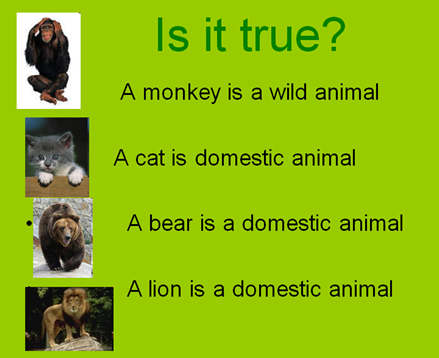 Is it true?
A monkey is a wild animal
A cat is domestic animal
A bear is a domestic animal
A lion is a domestic animal